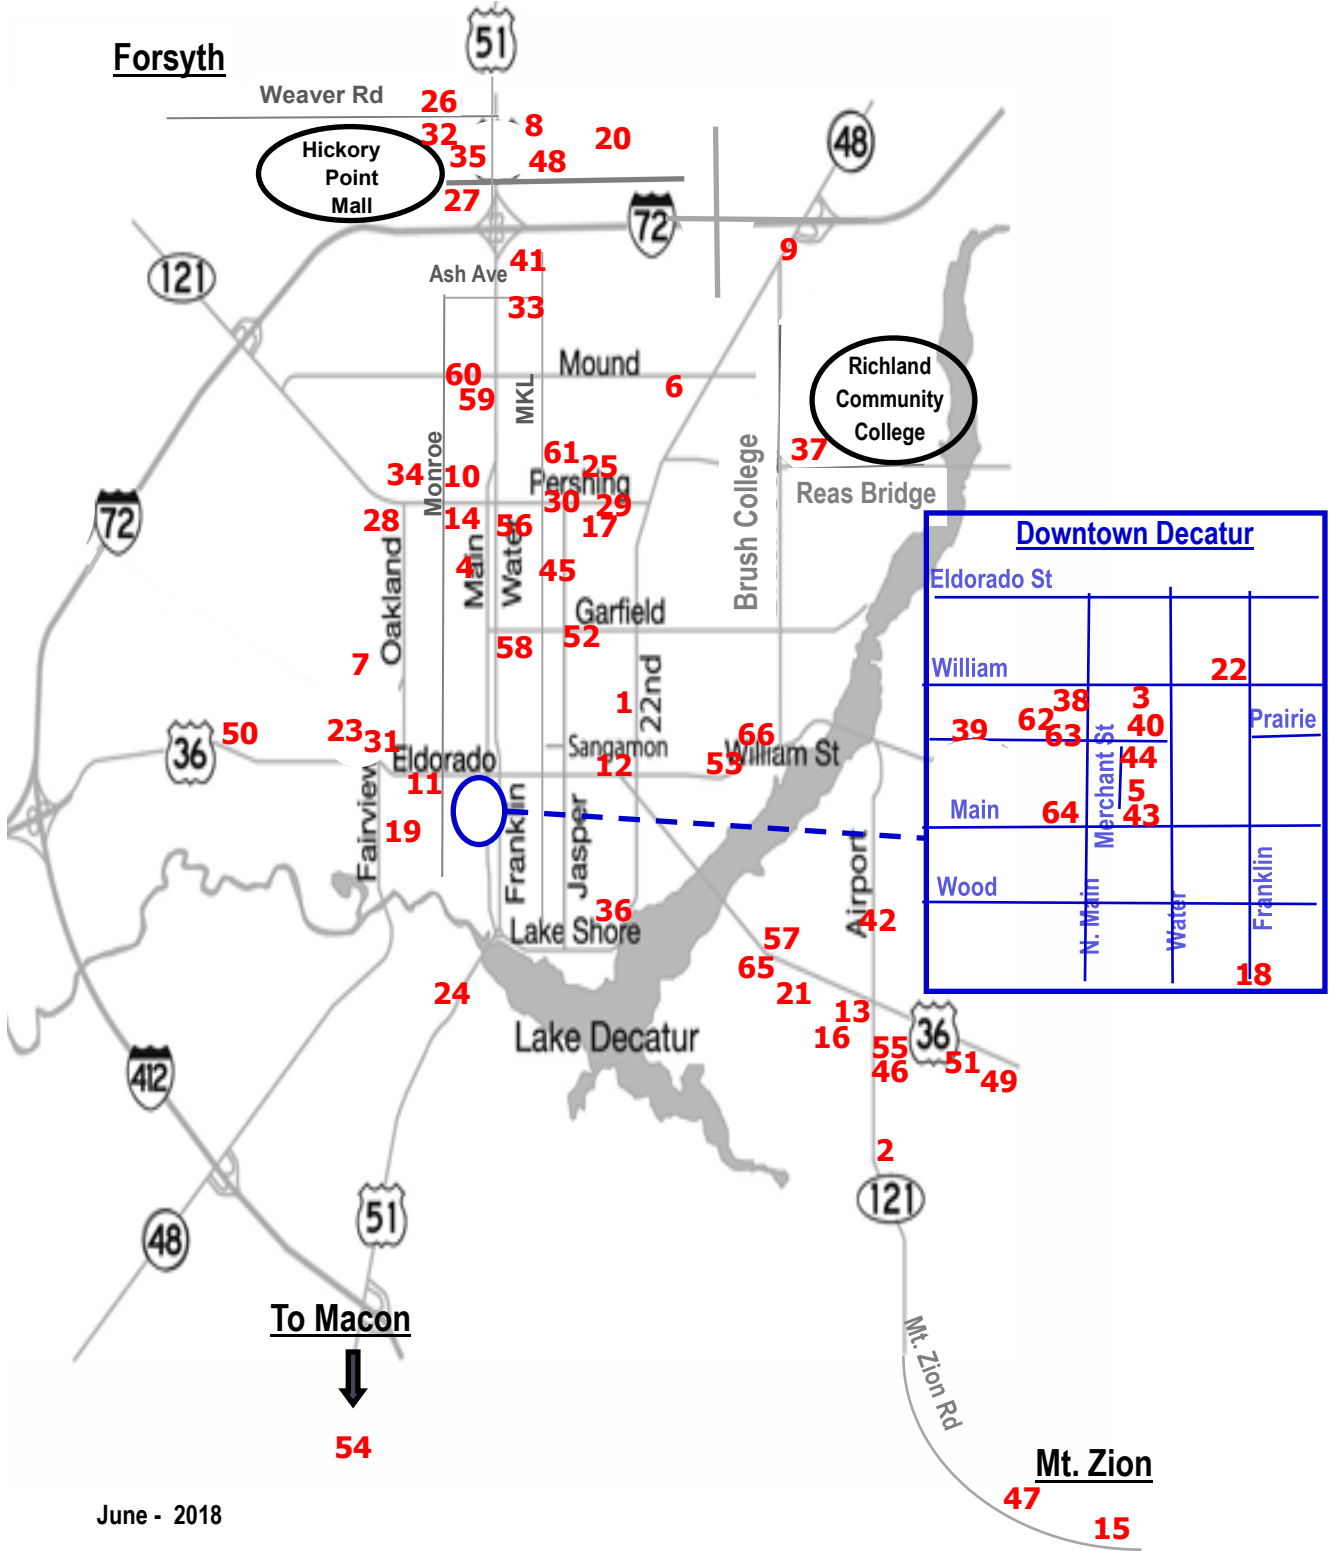 51
Forsyth
Weaver Rd
26
8
32
20
48
Hickory
Point
Mall
35
48
27
72
9
41
121
Ash Ave
33
Mound
60
6
59
MKL
Richland
Community
College
Monroe
61
25
37
34
10
Pershing
Brush College
Reas Bridge
30
29
72
28
14
56
17
Oakland
Main
Water
4
45
Garfield
52
58
7
22nd
1
50
23
31
36
Eldorado
Sangamon
66
William St
53
12
11
Fairview
19
Franklin
Jasper
Airport
36
Lake Shore
42
57
65
24
21
13
16
Lake Decatur
55
46
36
51
49
412
2
121
51
48
To Macon
54
Mt. Zion Rd
Mt. Zion
47
15
June - 2018
Downtown Decatur
Eldorado St
William
22
38
3
39
62
63
40
Prairie
Merchant St
44
5
Main
64
43
Wood
N. Main
Water
Franklin
18